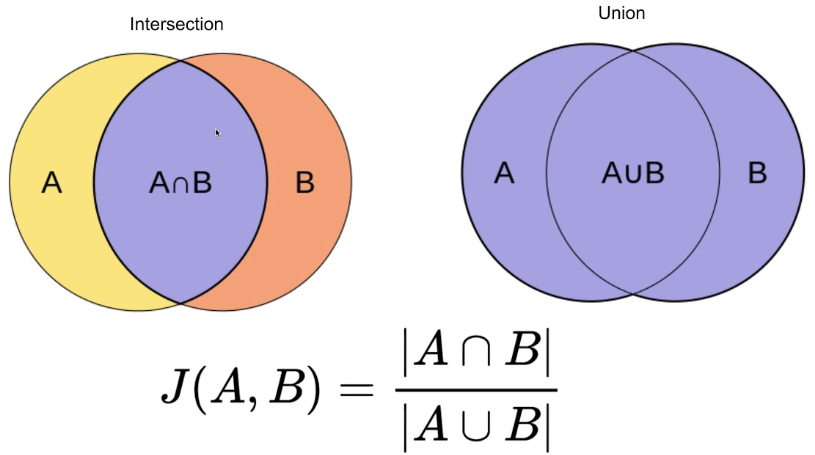 Intersection
A
A∩B
B
Union
A
A∪B
B
J(A, B) = |A ∩ B| / |A ∪ B|